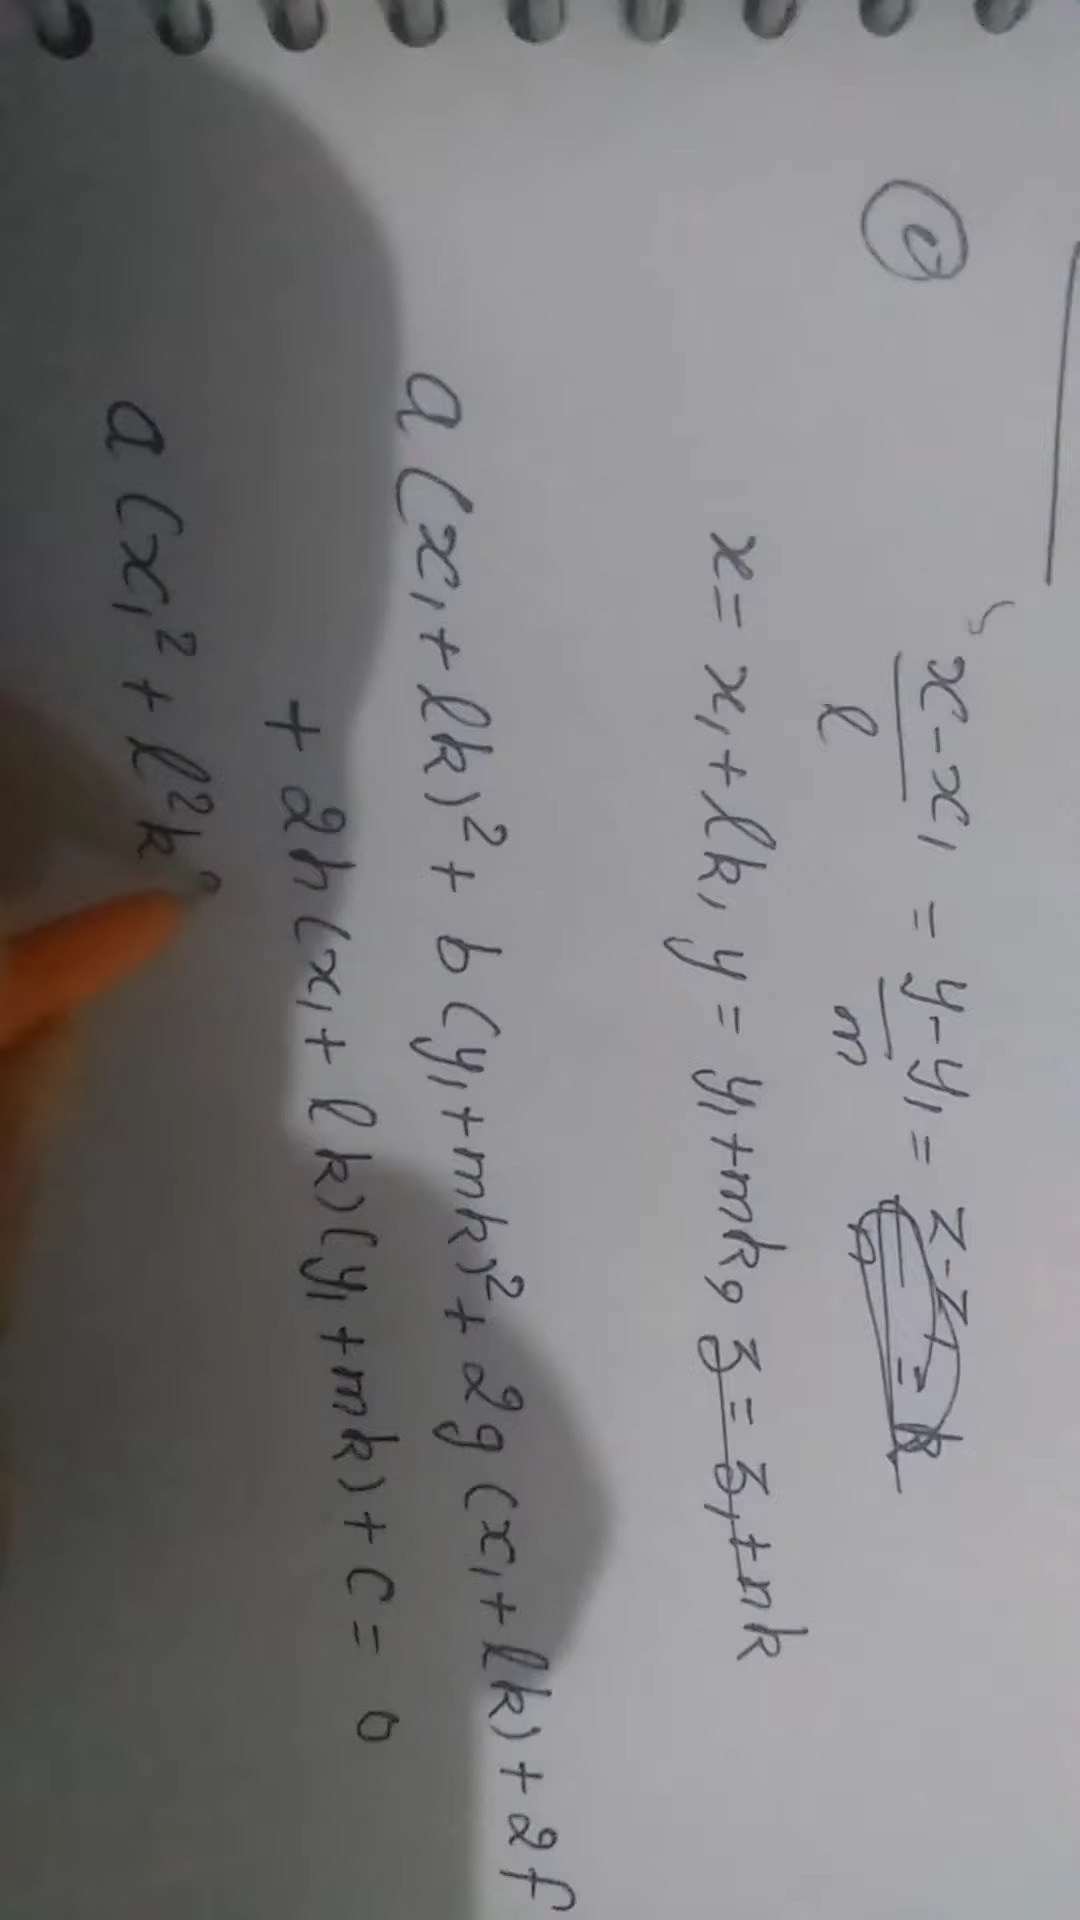 (i)
x-x₁/l = y-y₁/m = z-z₁/n = k
x = x₁ + lk, y = y₁ + mk, z = z₁ + nk
a(x₁ + lk)² + b(y₁ + mk)² + 2g(x₁ + lk) + 2f
+ 2h(x₁ + lk)(y₁ + mk) + c = 0
a(x₁² + l²k²